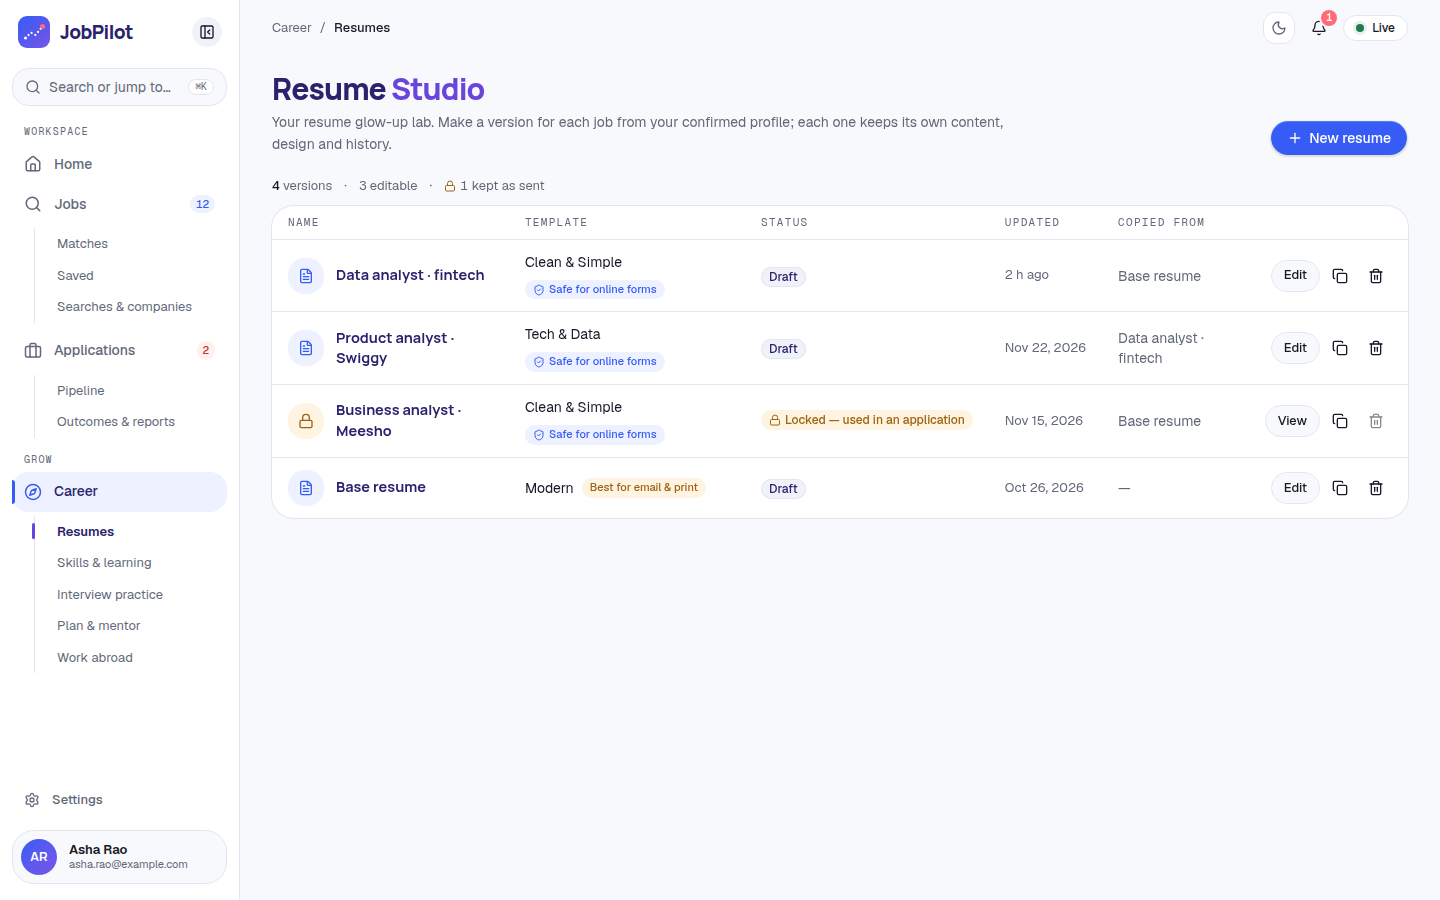 JobPilot
Search or jump to... ⌘K
WORKSPACE
Home
Jobs 12
Matches
Saved
Searches & companies
Applications 2
Pipeline
Outcomes & reports
GROW
Career
Resumes
Skills & learning
Interview practice
Plan & mentor
Work abroad
Settings
AR
Asha Rao
asha.rao@example.com
Career / Resumes
1
Live
Resume Studio
Your resume glow-up lab. Make a version for each job from your confirmed profile; each one keeps its own content,
design and history.
New resume
4 versions · 3 editable · 1 kept as sent
NAME TEMPLATE STATUS UPDATED COPIED FROM
Data analyst · fintech
Clean & Simple
Safe for online forms
Draft
2 h ago
Base resume
Edit
Product analyst ·
Swiggy
Tech & Data
Safe for online forms
Draft
Nov 22, 2026
Data analyst ·
fintech
Edit
Business analyst ·
Meesho
Clean & Simple
Safe for online forms
Locked — used in an application
Nov 15, 2026
Base resume
View
Base resume
Modern Best for email & print
Draft
Oct 26, 2026
—
Edit